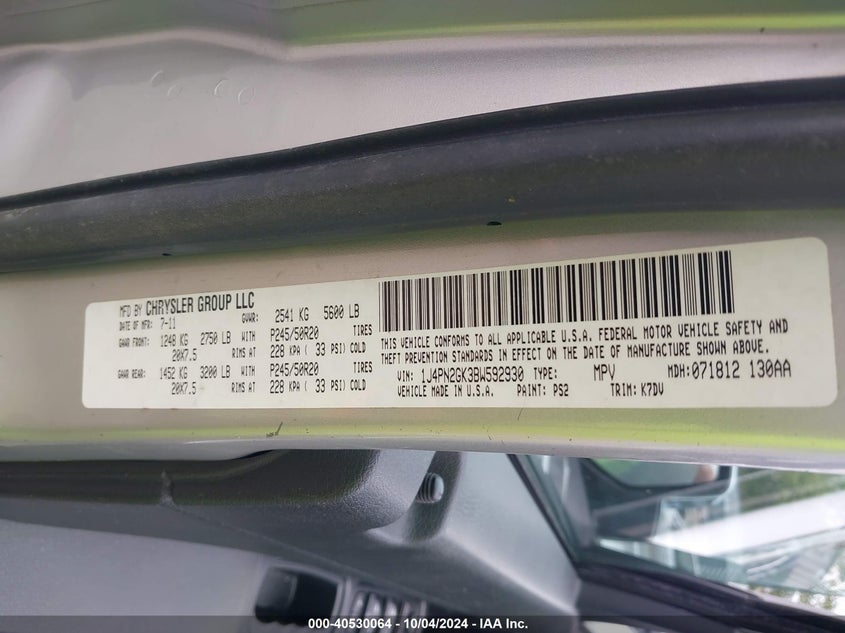 MFD BY CHRYSLER GROUP LLC
DATE OF MFR: 7-11 GVWR: 2541 KG 5600 LB
GAWR FRONT: 1248 KG 2750 LB WITH P245/50R20 TIRES
20X7.5 RIMS AT 228 KPA ( 33 PSI) COLD
GAWR REAR: 1452 KG 3200 LB WITH P245/50R20 TIRES
20X7.5 RIMS AT 228 KPA ( 33 PSI) COLD
THIS VEHICLE CONFORMS TO ALL APPLICABLE U.S.A. FEDERAL MOTOR VEHICLE SAFETY AND
THEFT PREVENTION STANDARDS IN EFFECT ON THE DATE OF MANUFACTURE SHOWN ABOVE.
VIN: 1J4PN2GK3BW592930 TYPE: MPV MDH: 071812 130AA
VEHICLE MADE IN U.S.A. PAINT: PS2 TRIM: K7DV
000-40530064 - 10/04/2024 - IAA Inc.